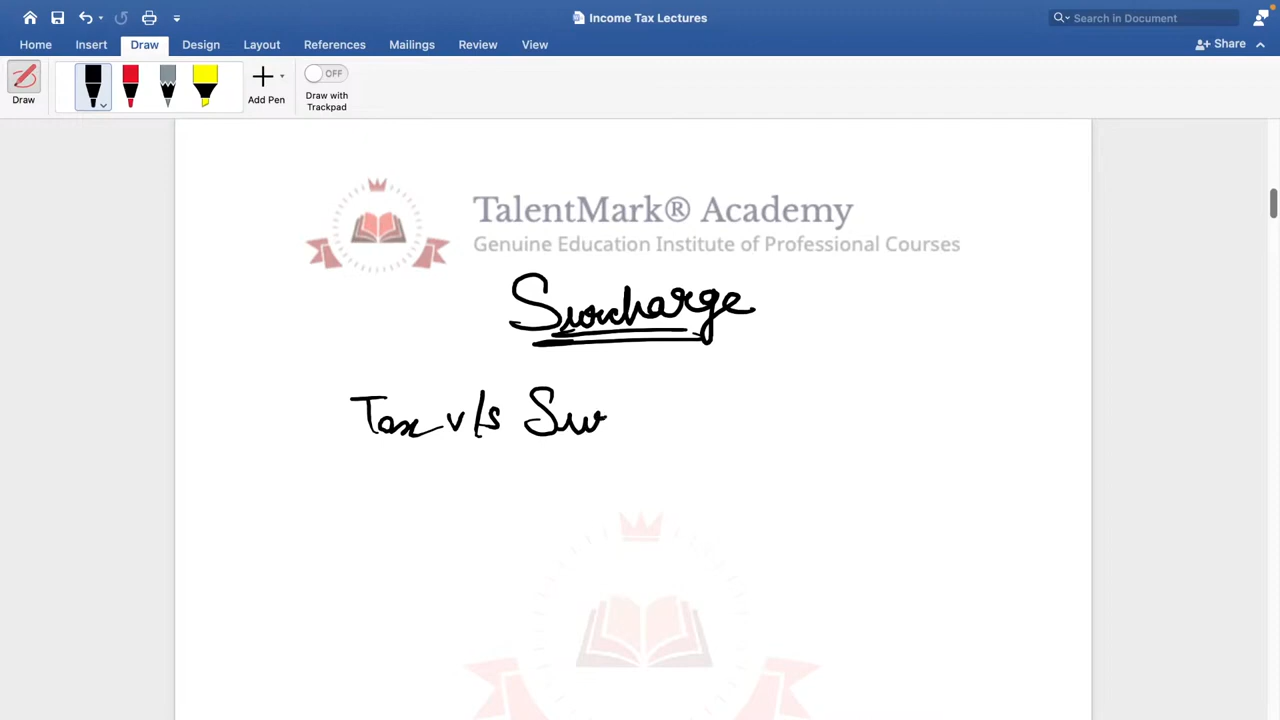 Income Tax Lectures
Search in Document
Home Insert Draw Design Layout References Mailings Review View
Share
Draw
Add Pen
OFF
Draw with
Trackpad
TalentMark® Academy
Genuine Education Institute of Professional Courses
Surcharge
Tax v/s Sur